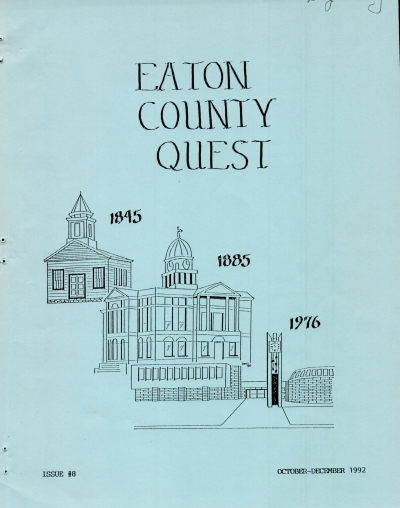 EATON
COUNTY
QUEST
1845
1885
1976
ISSUE #8
OCTOBER-DECEMBER 1992